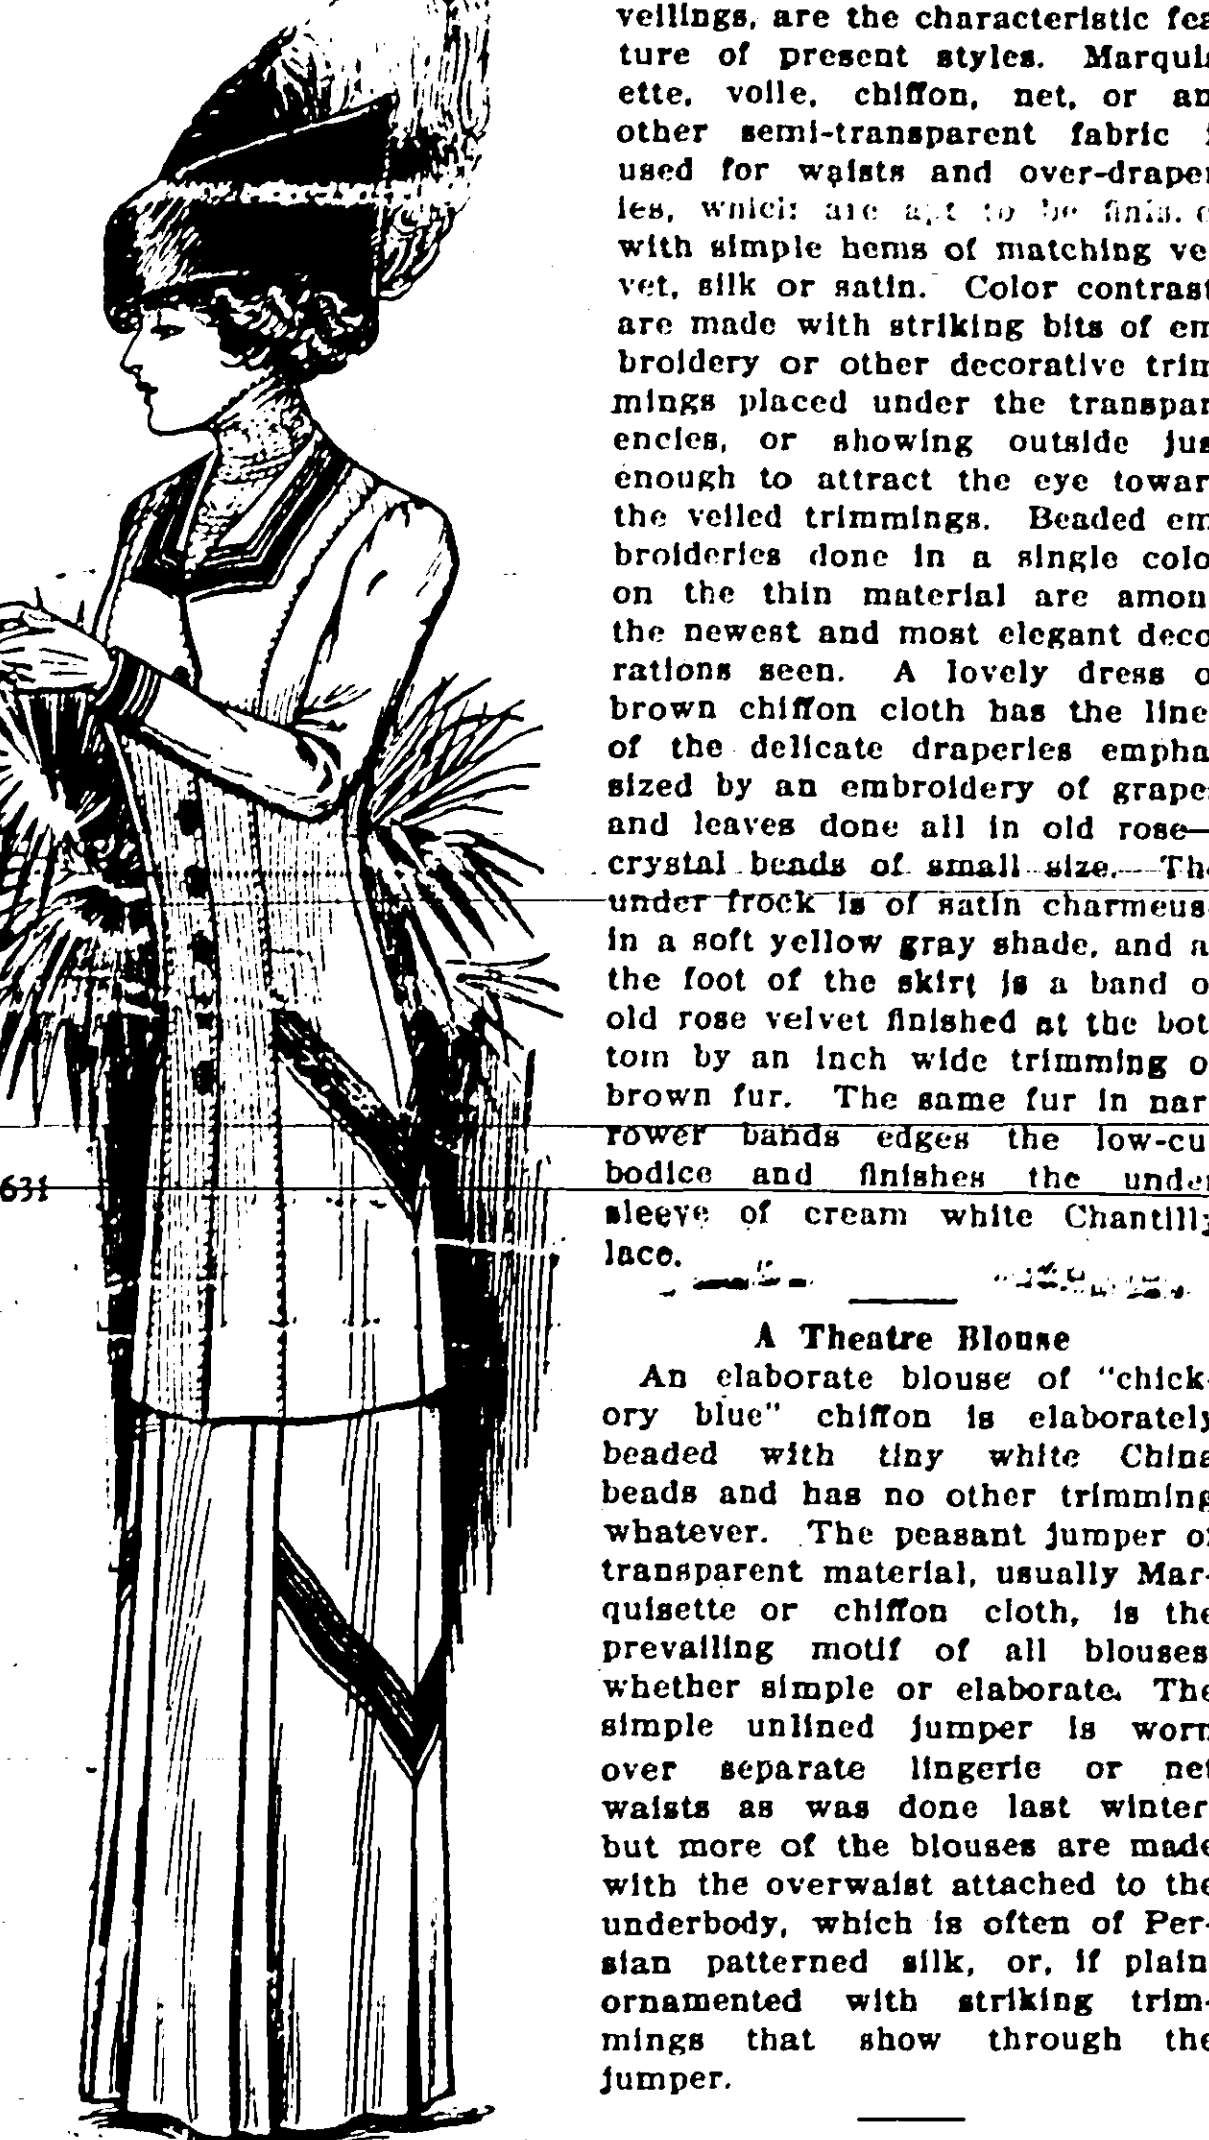 veilings, are the characteristic fea
ture of present styles. Marquis
ette, voile, chiffon, net, or an
other semi-transparent fabric i
used for waists and over-draper
ies, which are apt to be finis
with simple hems of matching ve
vet, silk or satin. Color contrast
are made with striking bits of em
broidery or other decorative trim
mings placed under the transpar
encies, or showing outside jus
enough to attract the eye towar
the veiled trimmings. Beaded em
broideries done in a single colo
on the thin material are amon
the newest and most elegant deco
rations seen. A lovely dress o
brown chiffon cloth has the line
of the delicate draperies empha
sized by an embroidery of grape
and leaves done all in old rose—
crystal beads of small size. The
under frock is of satin charmeus
in a soft yellow gray shade, and a
the foot of the skirt is a band o
old rose velvet finished at the bot
tom by an inch wide trimming o
brown fur. The same fur in nar
rower bands edges the low-cu
bodice and finishes the under
sleeve of cream white Chantilly
lace.
631
A Theatre Blouse
An elaborate blouse of "chick-
ory blue" chiffon is elaborately
beaded with tiny white China
beads and has no other trimming
whatever. The peasant jumper of
transparent material, usually Mar-
quisette or chiffon cloth, is the
prevailing motif of all blouses
whether simple or elaborate. The
simple unlined jumper is worn
over separate lingerie or net
waists as was done last winter
but more of the blouses are made
with the overwaist attached to the
underbody, which is often of Per-
sian patterned silk, or, if plain
ornamented with striking trim-
mings that show through the
jumper.